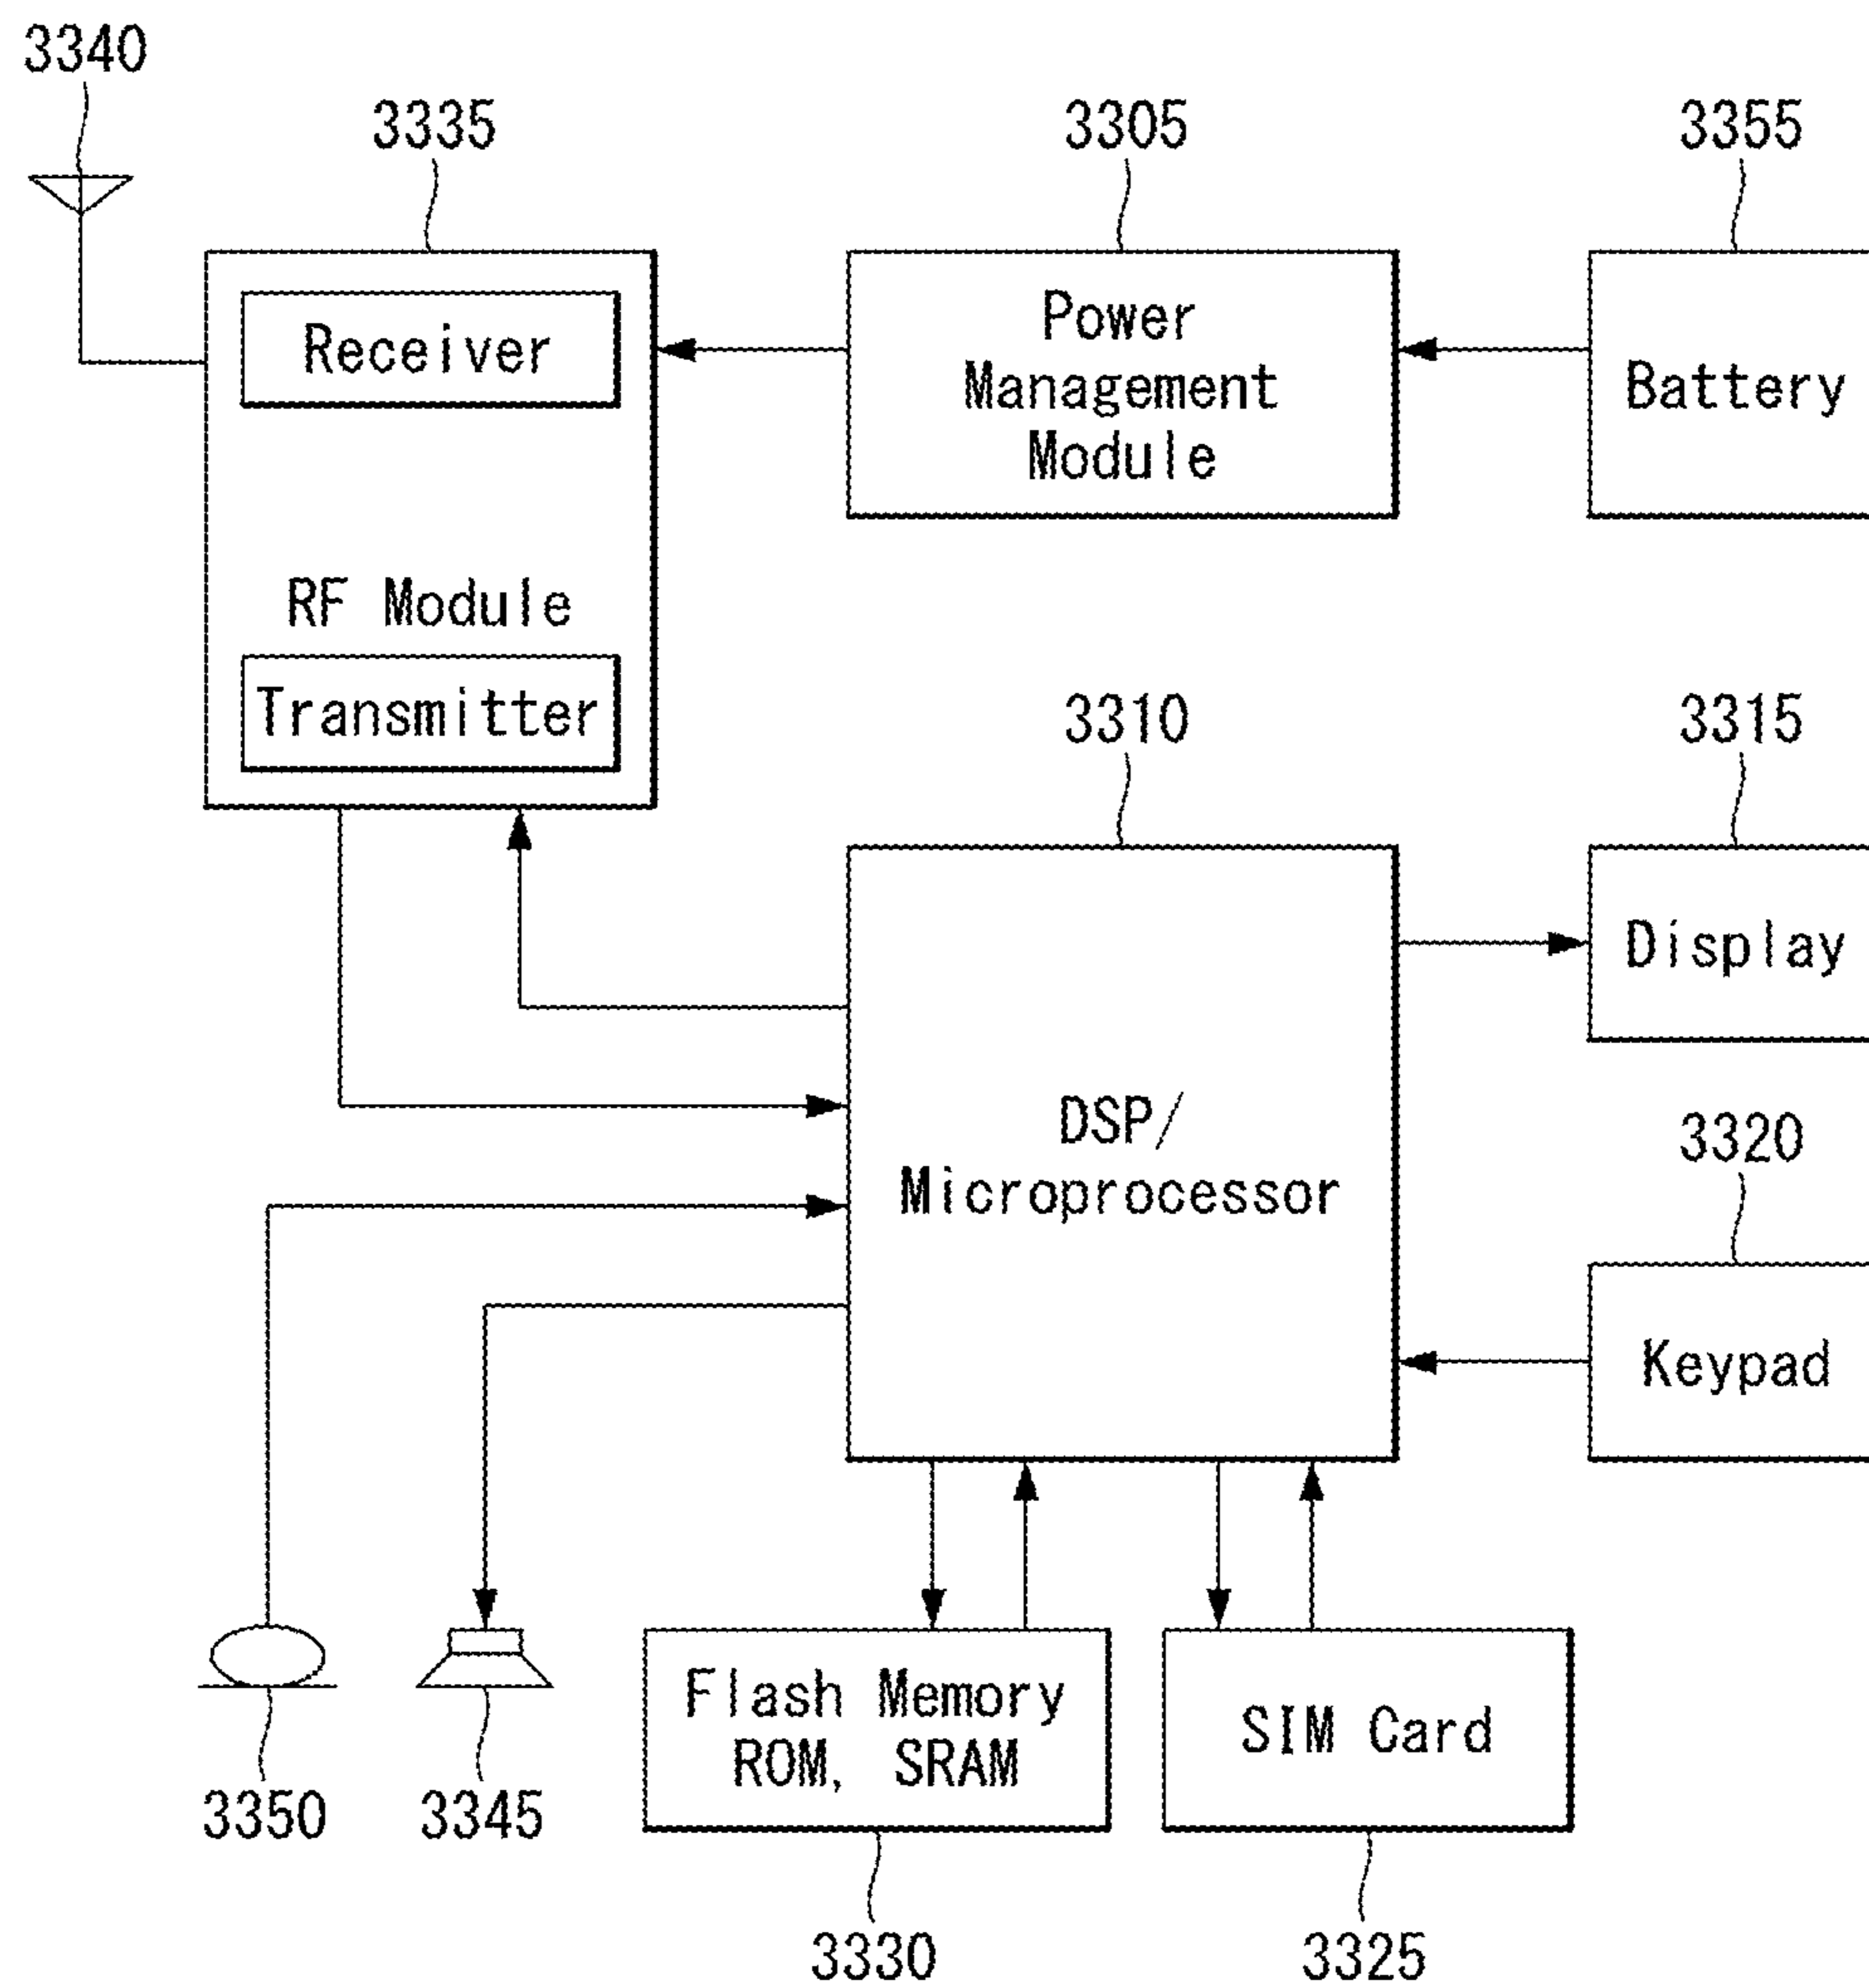 3340
3335
3305
3355
Receiver
Power
Management
Module
Battery
RF Module
Transmitter
3310
3315
Display
DSP/
Microprocessor
3320
Keypad
Flash Memory
ROM, SRAM
SIM Card
3350
3345
3330
3325